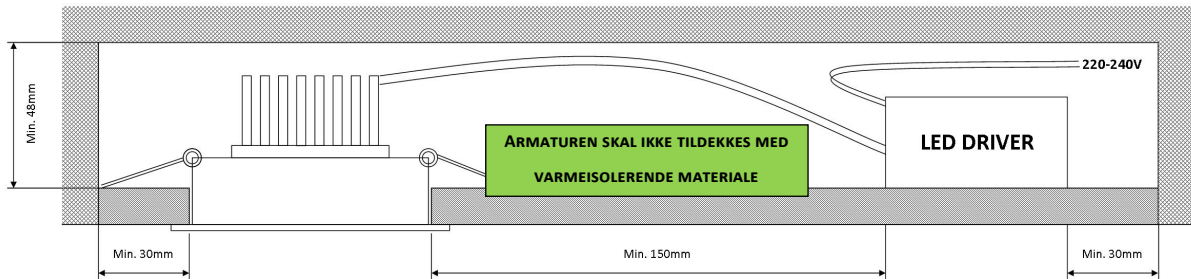 220-240V
Min. 48mm
ARMATUREN SKAL IKKE TILDEKKES MED
VARMEISOLERENDE MATERIALE
LED DRIVER
Min. 30mm
Min. 150mm
Min. 30mm